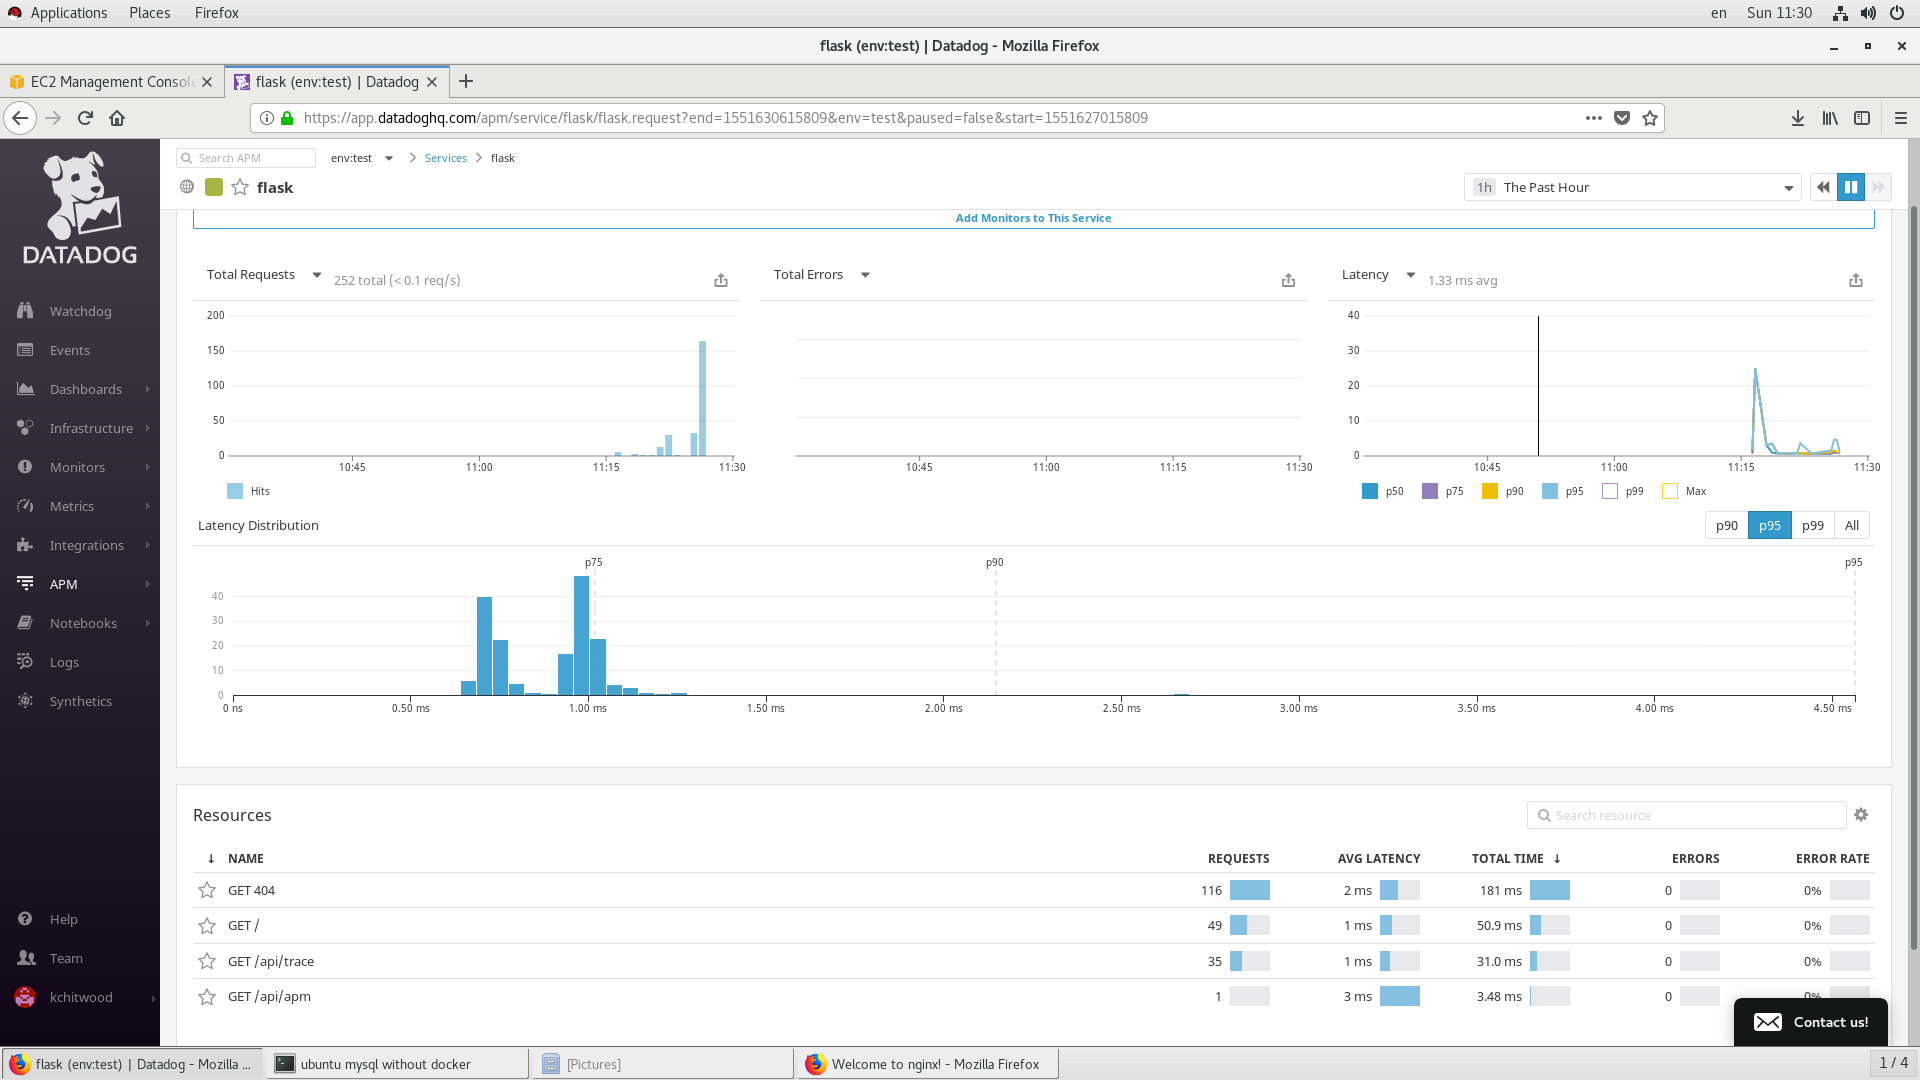 Applications Places Firefox en Sun 11:30
flask (env:test) | Datadog - Mozilla Firefox
EC2 Management Consol flask (env:test) | Datadog
https://app.datadoghq.com/apm/service/flask/flask.request?end=1551630615809&env=test&paused=false&start=1551627015809
Search APM env:test Services flask
flask 1h The Past Hour
DATADOG
Watchdog
Events
Dashboards
Infrastructure
Monitors
Metrics
Integrations
APM
Notebooks
Logs
Synthetics
Help
Team
kchitwood
Add Monitors to This Service
Total Requests 252 total (< 0.1 req/s)
200
150
100
50
0
10:45 11:00 11:15 11:30
Hits
Total Errors
10:45 11:00 11:15 11:30
Latency 1.33 ms avg
40
30
20
10
0
10:45 11:00 11:15 11:30
p50 p75 p90 p95 p99 Max
Latency Distribution p90 p95 p99 All
p75 p90 p95
40
30
20
10
0
0 ns 0.50 ms 1.00 ms 1.50 ms 2.00 ms 2.50 ms 3.00 ms 3.50 ms 4.00 ms 4.50 ms
Resources Search resource
↓ NAME REQUESTS AVG LATENCY TOTAL TIME ↓ ERRORS ERROR RATE
GET 404 116 2 ms 181 ms 0 0%
GET / 49 1 ms 50.9 ms 0 0%
GET /api/trace 35 1 ms 31.0 ms 0 0%
GET /api/apm 1 3 ms 3.48 ms 0 0%
Contact us!
flask (env:test) | Datadog - Mozilla ... ubuntu mysql without docker [Pictures] Welcome to nginx! - Mozilla Firefox 1 / 4